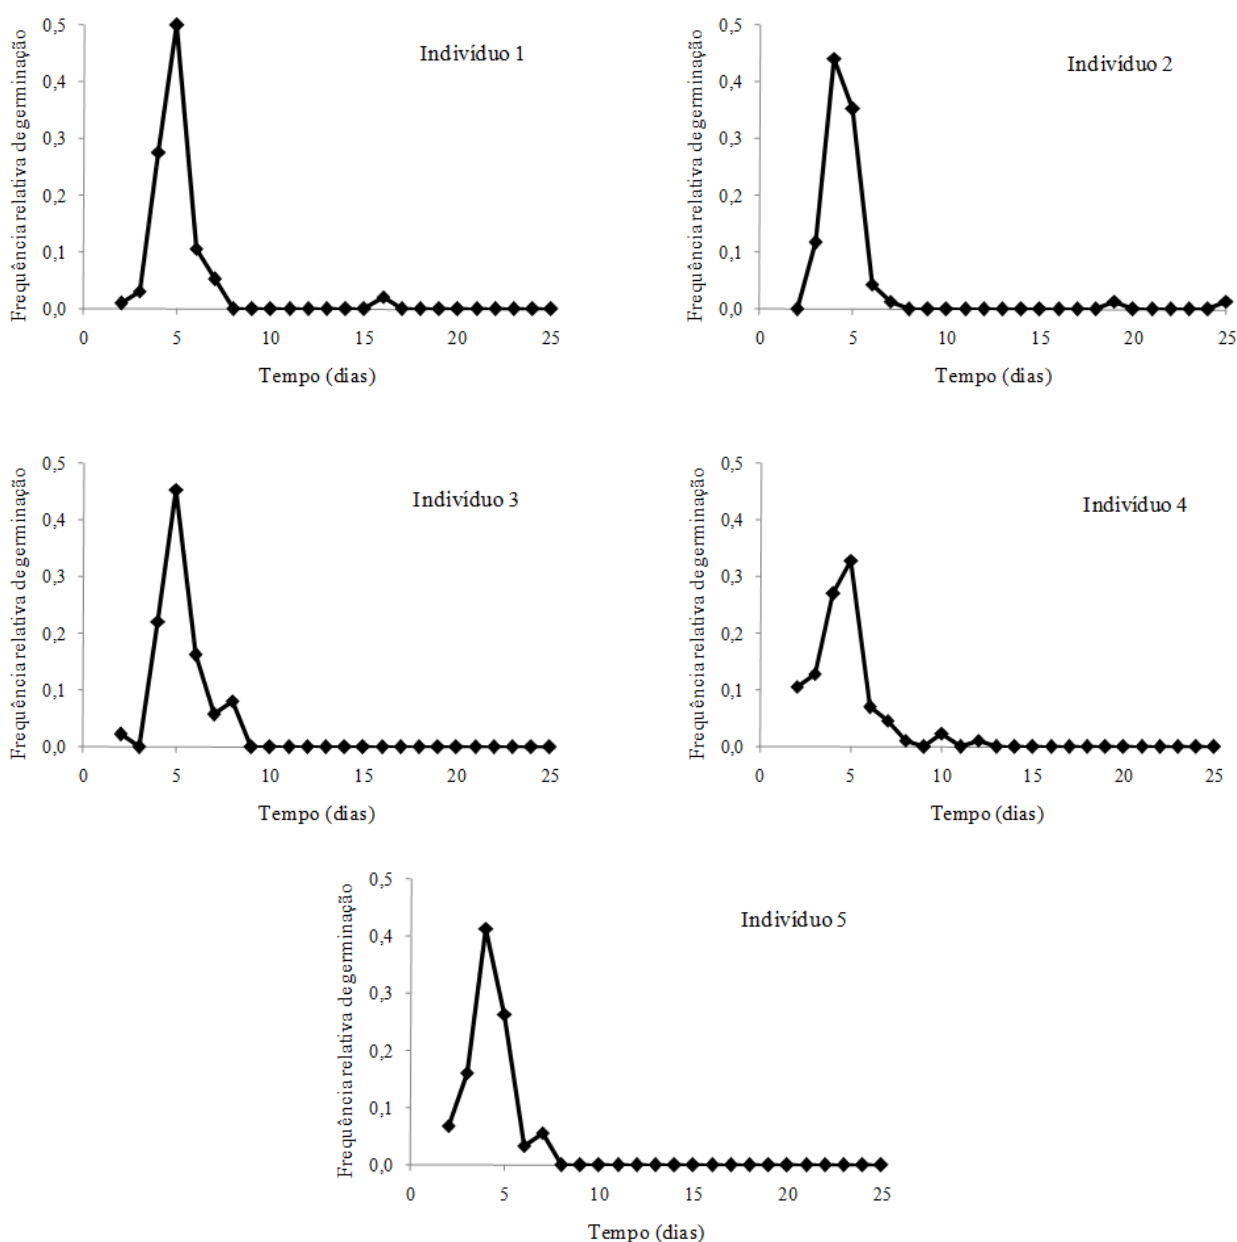 Indivíduo 1
Frequência relativa de germinação
0,5
0,4
0,3
0,2
0,1
0,0
0 5 10 15 20 25
Tempo (dias)
Indivíduo 2
Frequência relativa de germinação
0,5
0,4
0,3
0,2
0,1
0,0
0 5 10 15 20 25
Tempo (dias)
Indivíduo 3
Frequência relativa de germinação
0,5
0,4
0,3
0,2
0,1
0,0
0 5 10 15 20 25
Tempo (dias)
Indivíduo 4
Frequência relativa de germinação
0,5
0,4
0,3
0,2
0,1
0,0
0 5 10 15 20 25
Tempo (dias)
Indivíduo 5
Frequência relativa de germinação
0,5
0,4
0,3
0,2
0,1
0,0
0 5 10 15 20 25
Tempo (dias)